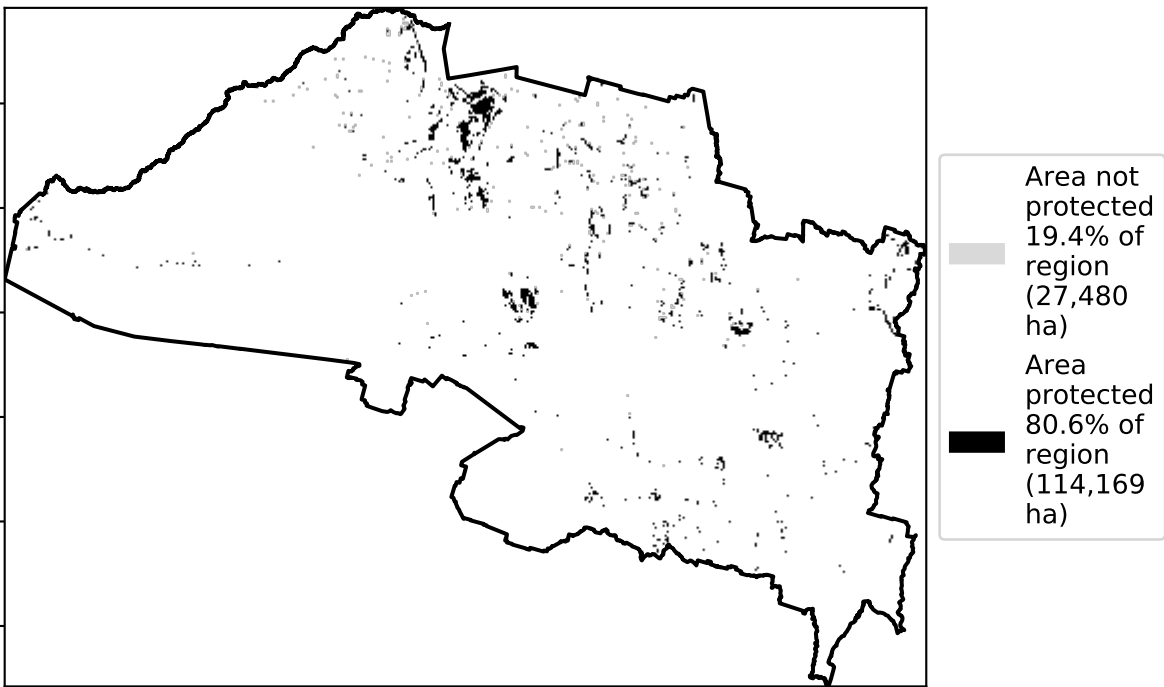 Area not
protected
19.4% of
region
(27,480
ha)
Area
protected
80.6% of
region
(114,169
ha)